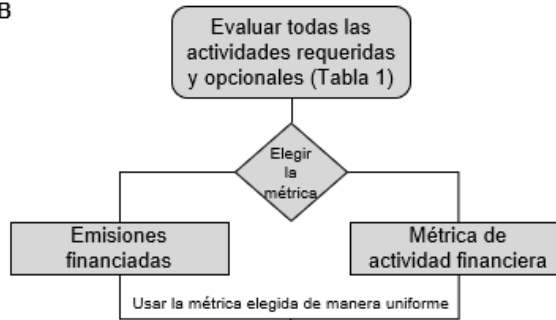 B
Evaluar todas las
actividades requeridas
y opcionales (Tabla 1)
Elegir
la
métrica
Emisiones
financiadas
Métrica de
actividad financiera
Usar la métrica elegida de manera uniforme